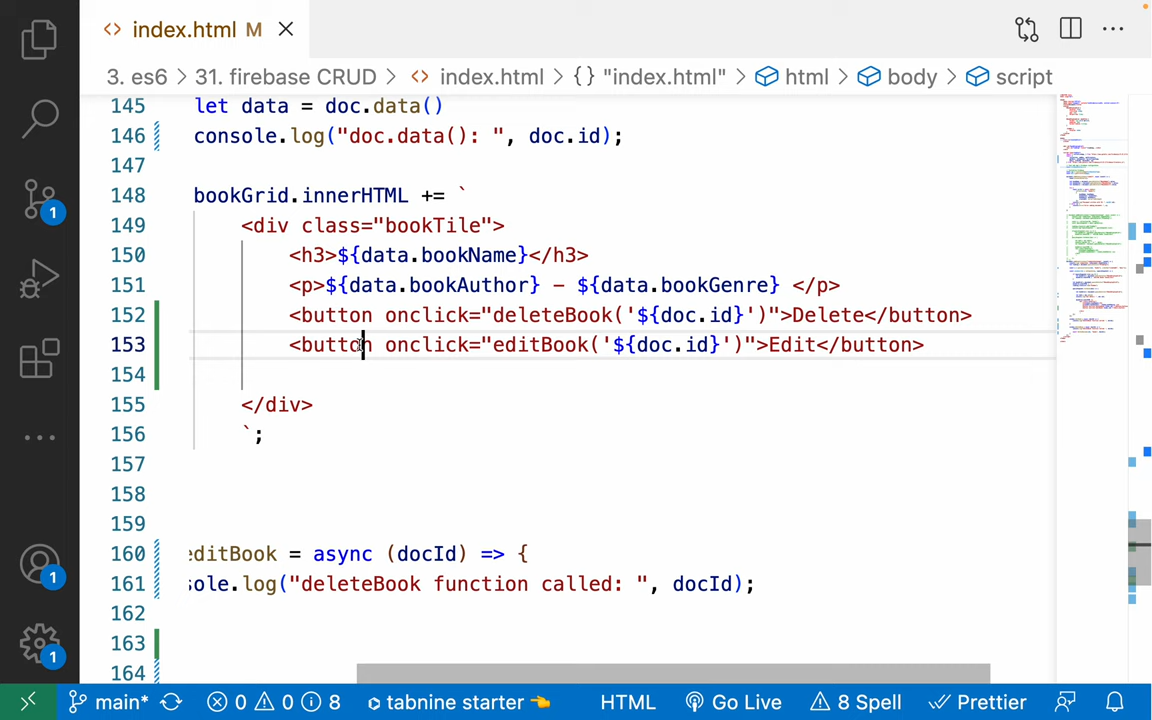 index.html M
3. es6 > 31. firebase CRUD > index.html > {} "index.html" > html > body > script
145 let data = doc.data()
146 console.log("doc.data(): ", doc.id);
147
148 bookGrid.innerHTML += `
149 <div class="bookTile">
150 <h3>${data.bookName}</h3>
151 <p>${data.bookAuthor} - ${data.bookGenre} </p>
152 <button onclick="deleteBook('${doc.id}')">Delete</button>
153 <button onclick="editBook('${doc.id}')">Edit</button>
154
155 </div>
156 `;
157
158
159
160 editBook = async (docId) => {
161 sole.log("deleteBook function called: ", docId);
162
163
164
1
1
1
main* 0 0 8 tabnine starter HTML Go Live 8 Spell Prettier